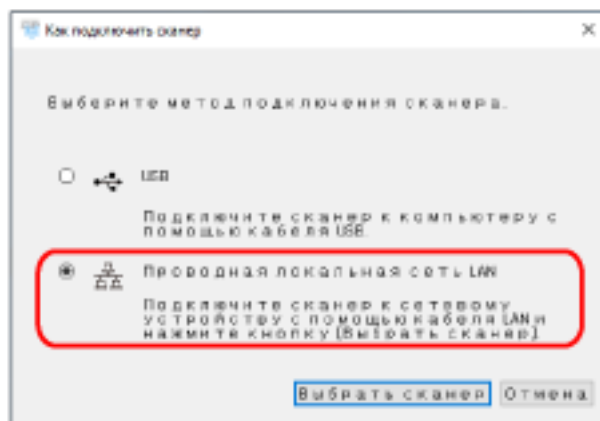 Как подключить сканер
Выберите метод подключения сканера.
USB
Подключите сканер к компьютеру с
помощью кабеля USB.
Проводная локальная сеть LAN
Подключите сканер к сетевому
устройству с помощью кабеля LAN и
нажмите кнопку [Выбрать сканер]
Выбрать сканер
Отмена